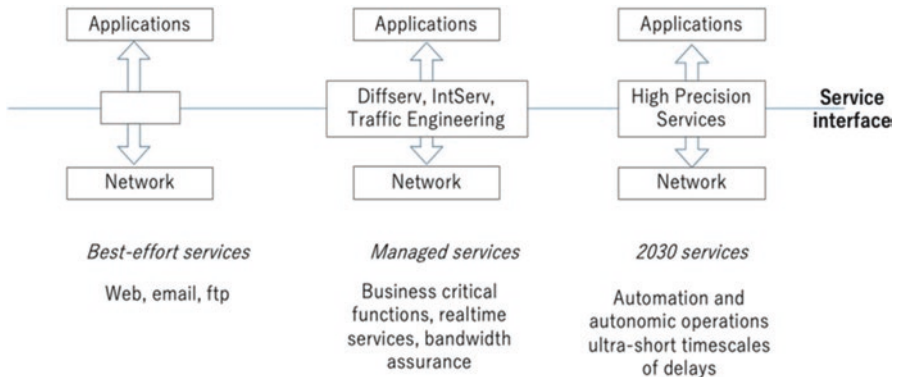 Applications
Applications
Applications
Diffserv, IntServ,
Traffic Engineering
High Precision
Services
Service
interface
Network
Network
Network
Best-effort services
Managed services
2030 services
Web, email, ftp
Business critical
functions, realtime
services, bandwidth
assurance
Automation and
autonomic operations
ultra-short timescales
of delays